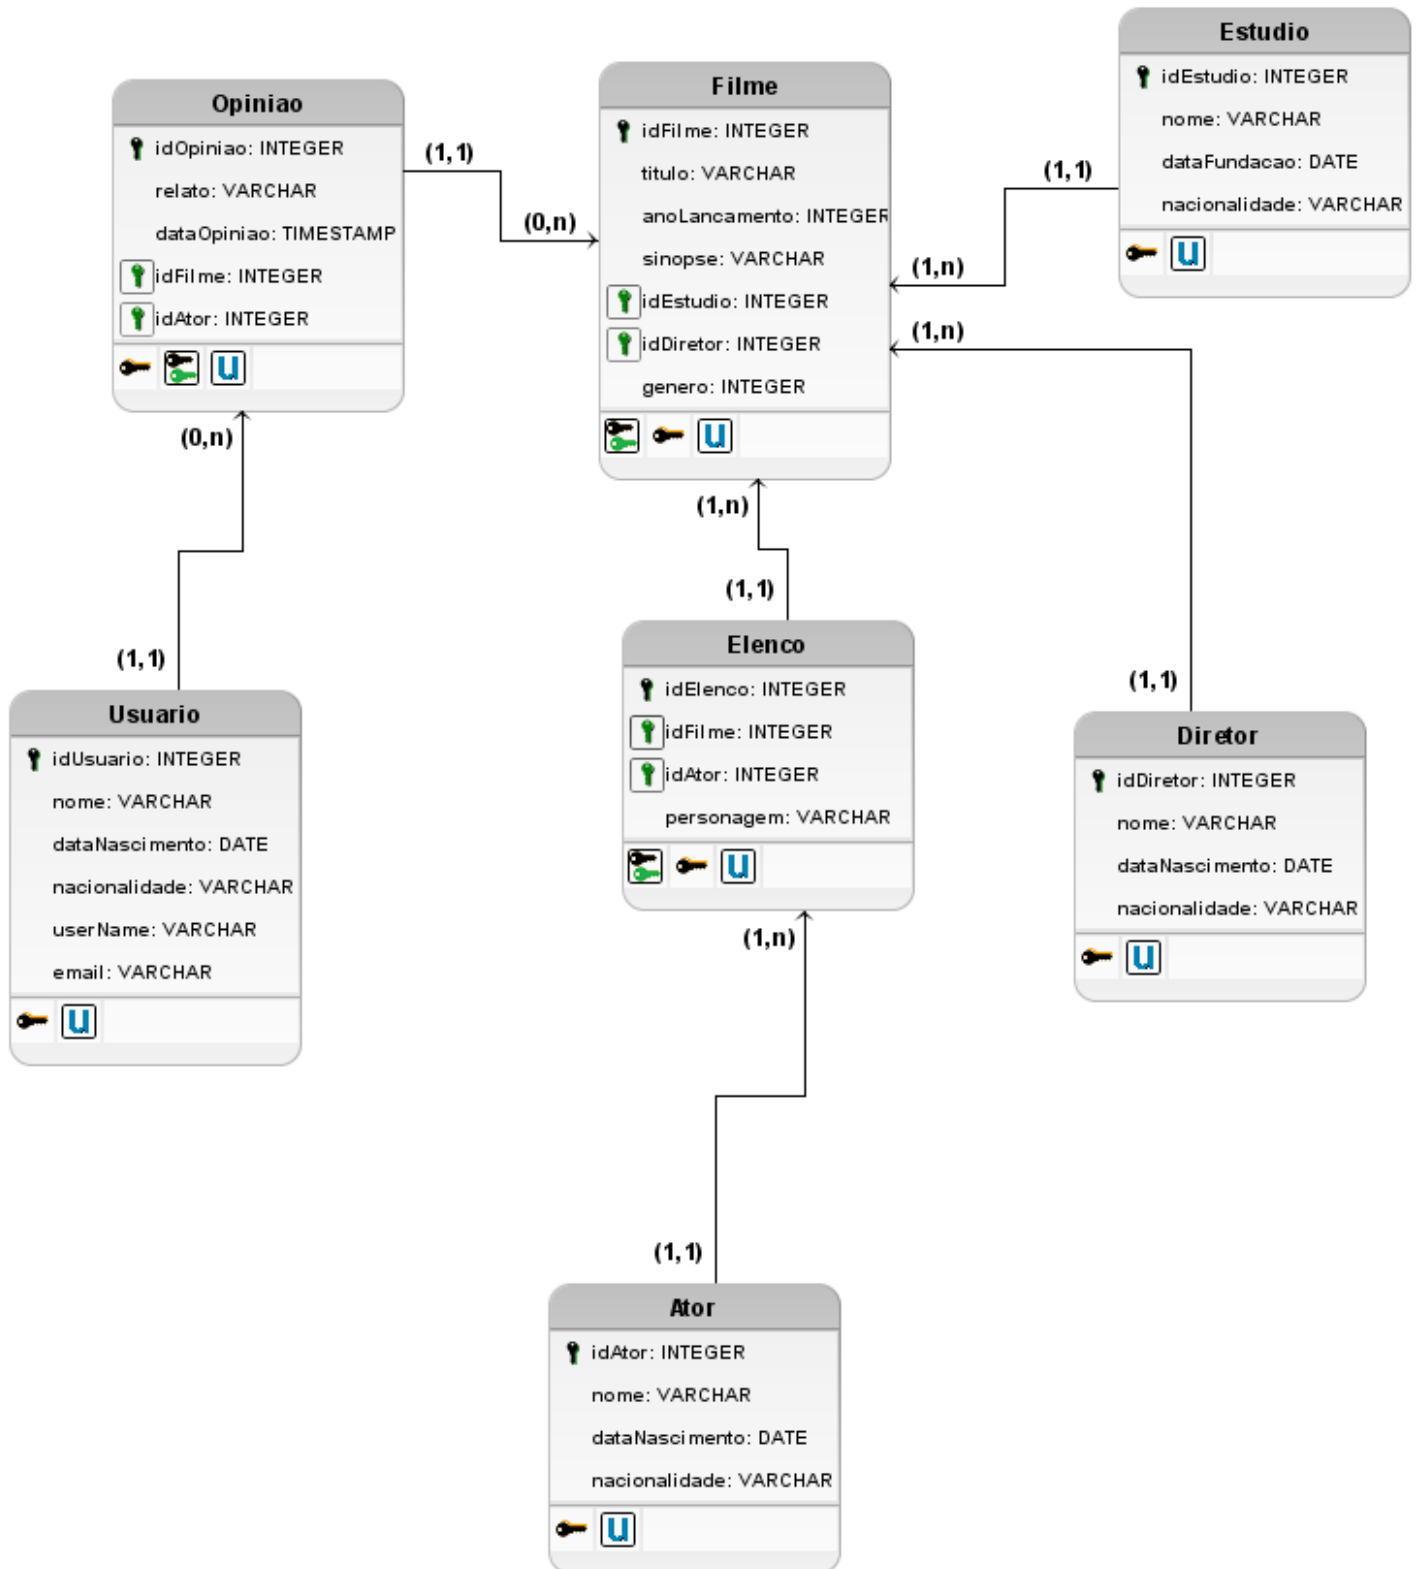 Estudio
idEstudio: INTEGER
nome: VARCHAR
dataFundacao: DATE
nacionalidade: VARCHAR
U
Filme
idFilme: INTEGER
titulo: VARCHAR
anoLancamento: INTEGER
sinopse: VARCHAR
idEstudio: INTEGER
idDiretor: INTEGER
genero: INTEGER
U
Opiniao
idOpiniao: INTEGER
relato: VARCHAR
dataOpiniao: TIMESTAMP
idFilme: INTEGER
idAtor: INTEGER
U
(1,1)
(0,n)
(1,1)
(1,n)
(1,n)
(0,n)
(1,n)
(1,1)
(1,1)
(1,1)
Usuario
idUsuario: INTEGER
nome: VARCHAR
dataNascimento: DATE
nacionalidade: VARCHAR
userName: VARCHAR
email: VARCHAR
U
Elenco
idElenco: INTEGER
idFilme: INTEGER
idAtor: INTEGER
personagem: VARCHAR
U
Diretor
idDiretor: INTEGER
nome: VARCHAR
dataNascimento: DATE
nacionalidade: VARCHAR
U
(1,n)
(1,1)
Ator
idAtor: INTEGER
nome: VARCHAR
dataNascimento: DATE
nacionalidade: VARCHAR
U